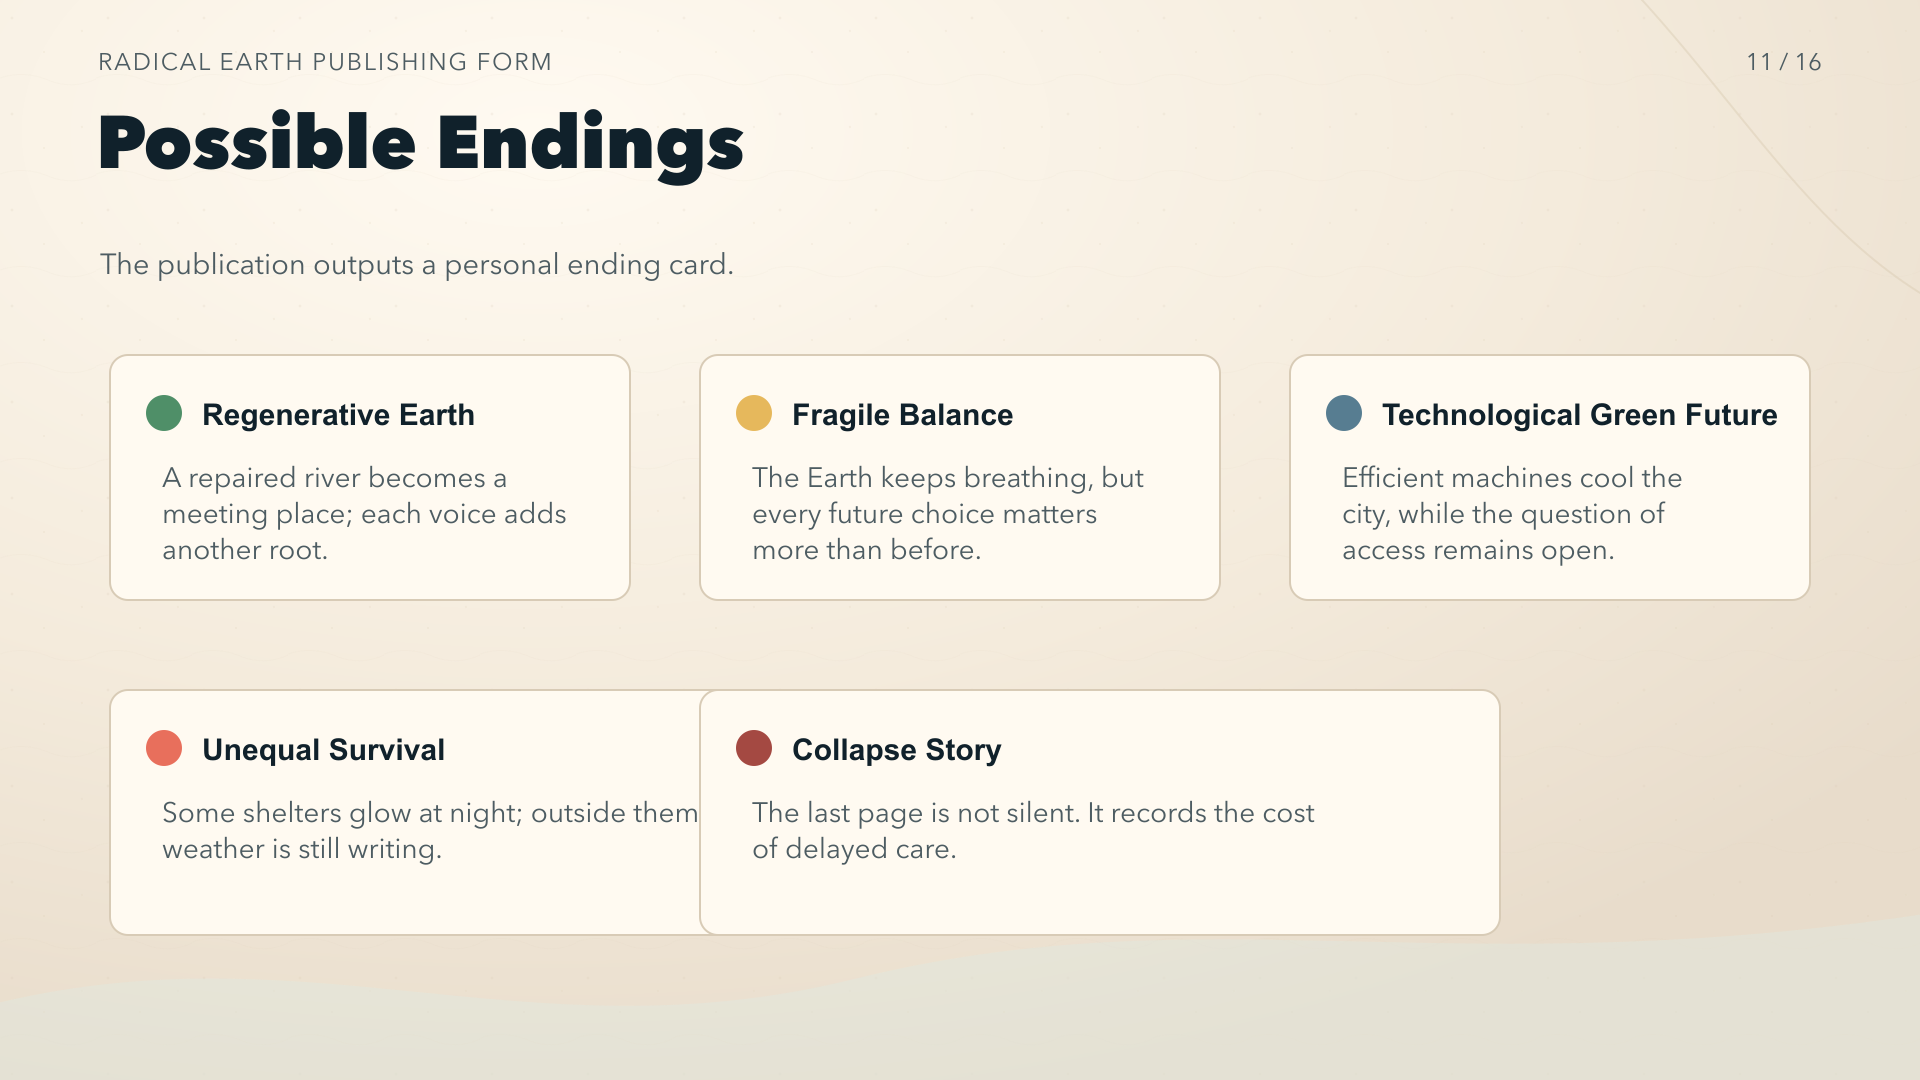 RADICAL EARTH PUBLISHING FORM
11 / 16
Possible Endings
The publication outputs a personal ending card.
Regenerative Earth
A repaired river becomes a
meeting place; each voice adds
another root.
Fragile Balance
The Earth keeps breathing, but
every future choice matters
more than before.
Technological Green Future
Efficient machines cool the
city, while the question of
access remains open.
Unequal Survival
Some shelters glow at night; outside them
weather is still writing.
Collapse Story
The last page is not silent. It records the cost
of delayed care.